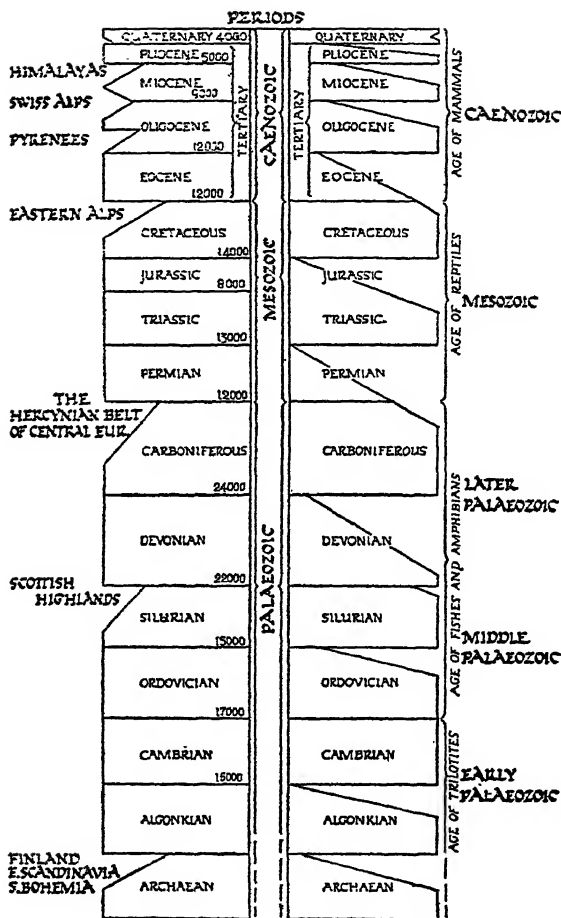 PERIODS
QUATERNARY 4000
PLIOCENE
5000
HIMALAYAS
MIOCENE
SWISS ALPS
OLIGOCENE
PYRENEES
12000
EOCENE
12000
TERTIARY
EASTERN ALPS
CRETACEOUS
14000
JURASSIC
8000
TRIASSIC
13000
PERMIAN
12000
THE
HERCYNIAN BELT
OF CENTRAL EUR.
CARBONIFEROUS
24000
DEVONIAN
22000
SCOTTISH
HIGHLANDS
SILURIAN
15000
ORDOVICIAN
17000
CAMBRIAN
15000
ALGONKIAN
FINLAND
E.SCANDINAVIA
S.BOHEMIA
ARCHAEAN
CAENOZOIC
MESOZOIC
PALAEOZOIC
QUATERNARY
PLIOCENE
MIOCENE
OLIGOCENE
EOCENE
TERTIARY
CRETACEOUS
JURASSIC
TRIASSIC
PERMIAN
CARBONIFEROUS
DEVONIAN
SILURIAN
ORDOVICIAN
CAMBRIAN
ALGONKIAN
ARCHAEAN
AGE OF MAMMALS
CAENOZOIC
AGE OF REPTILES
MESOZOIC
AGE OF FISHES AND AMPHIBIANS
LATER
PALAEOZOIC
MIDDLE
PALAEOZOIC
AGE OF TRILOTITES
EARLY
PALAEOZOIC